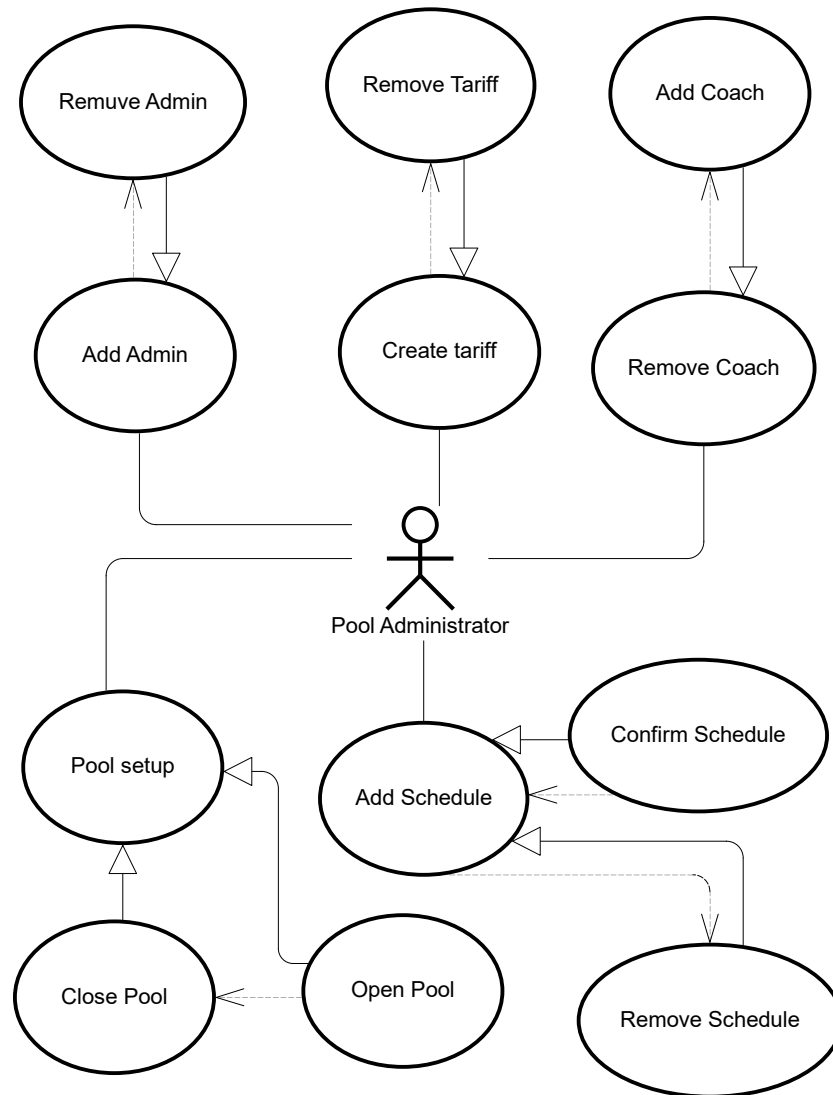 Remuve Admin
Remove Tariff
Add Coach
Add Admin
Create tariff
Remove Coach
Pool Administrator
Pool setup
Add Schedule
Confirm Schedule
Close Pool
Open Pool
Remove Schedule